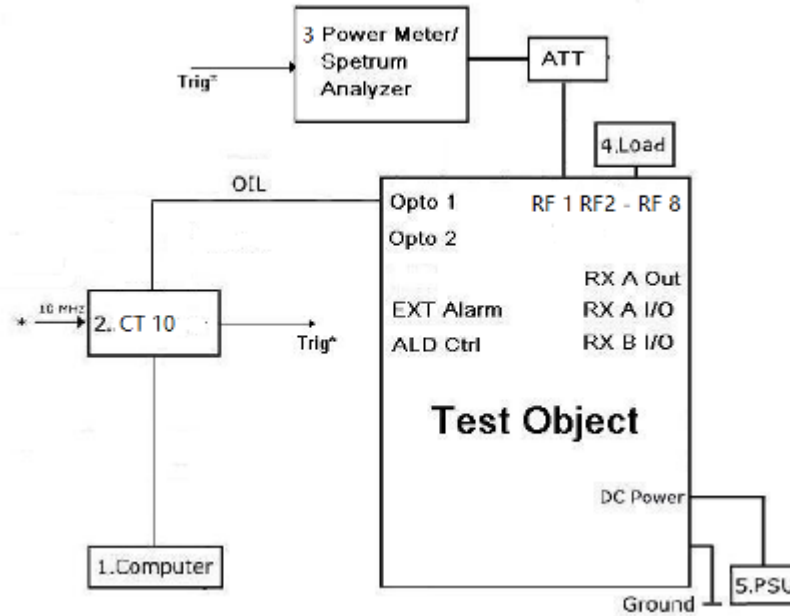 3 Power Meter/
Spetrum
Analyzer
ATT
Trig*
4.Load
OIL
Opto 1
RF 1 RF2 - RF 8
Opto 2
RX A Out
10 MHz
*
2.. CT 10
EXT Alarm
RX A I/O
Trig*
ALD Ctrl
RX B I/O
Test Object
DC Power
1.Computer
5.PSU
Ground